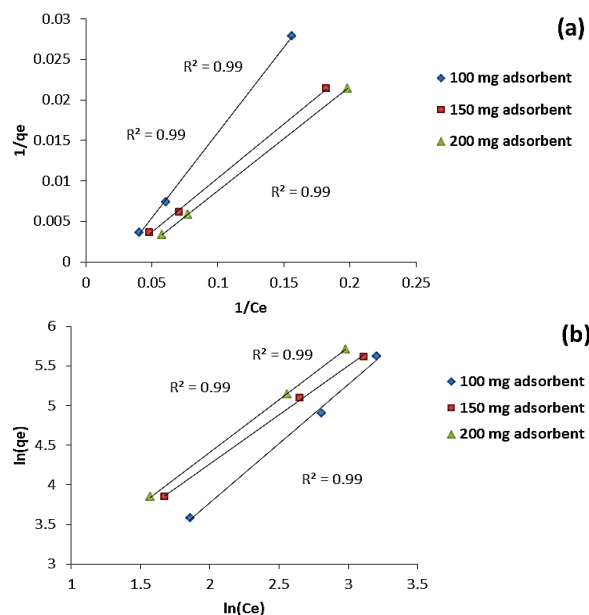 (a)
0.03
0.025
0.02
0.015
0.01
0.005
0
1/qe
R² = 0.99
R² = 0.99
R² = 0.99
0 0.05 0.1 0.15 0.2 0.25
1/Ce
100 mg adsorbent
150 mg adsorbent
200 mg adsorbent
(b)
6
5.5
5
4.5
4
3.5
3
ln(qe)
R² = 0.99
R² = 0.99
R² = 0.99
1 1.5 2 2.5 3 3.5
ln(Ce)
100 mg adsorbent
150 mg adsorbent
200 mg adsorbent